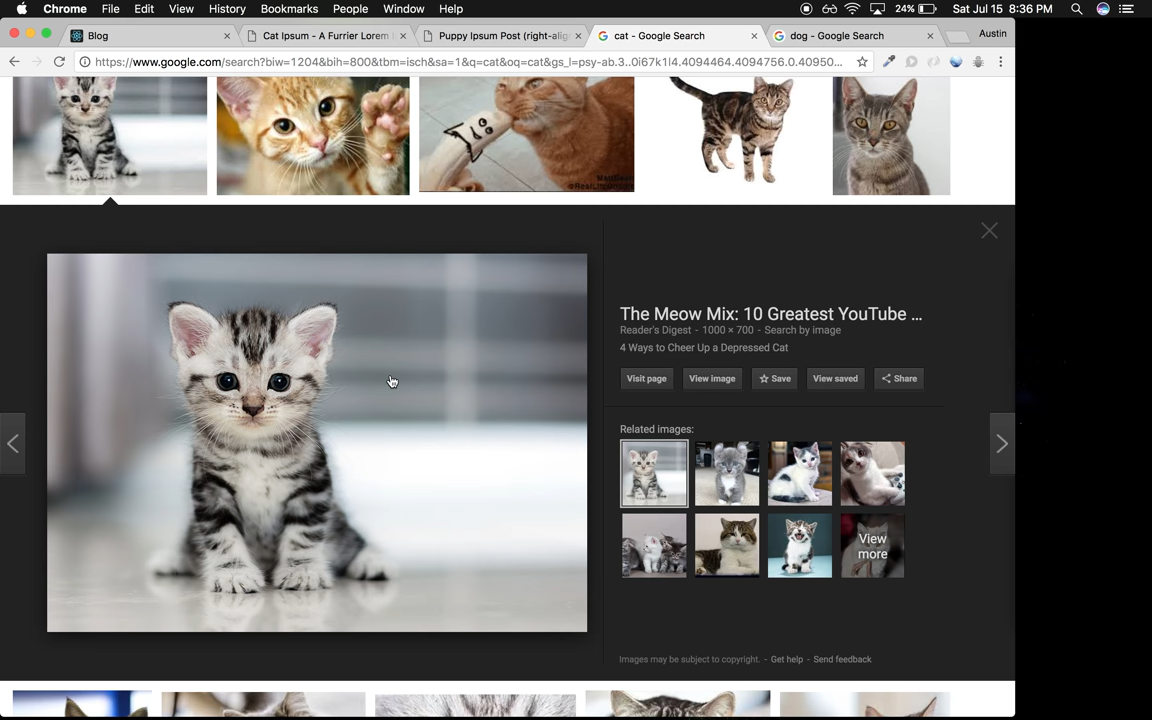 Chrome File Edit View History Bookmarks People Window Help 24% Sat Jul 15 8:36 PM
Blog Cat Ipsum - A Furrier Lorem Puppy Ipsum Post (right-alig cat - Google Search dog - Google Search Austin
https://www.google.com/search?biw=1204&bih=800&tbm=isch&sa=1&q=cat&oq=cat&gs_l=psy-ab.3..0i67k1l4.4094464.4094756.0.40950...
The Meow Mix: 10 Greatest YouTube ...
Reader's Digest - 1000 × 700 - Search by image
4 Ways to Cheer Up a Depressed Cat
Visit page View image Save View saved Share
Related images:
View
more
Images may be subject to copyright. - Get help - Send feedback